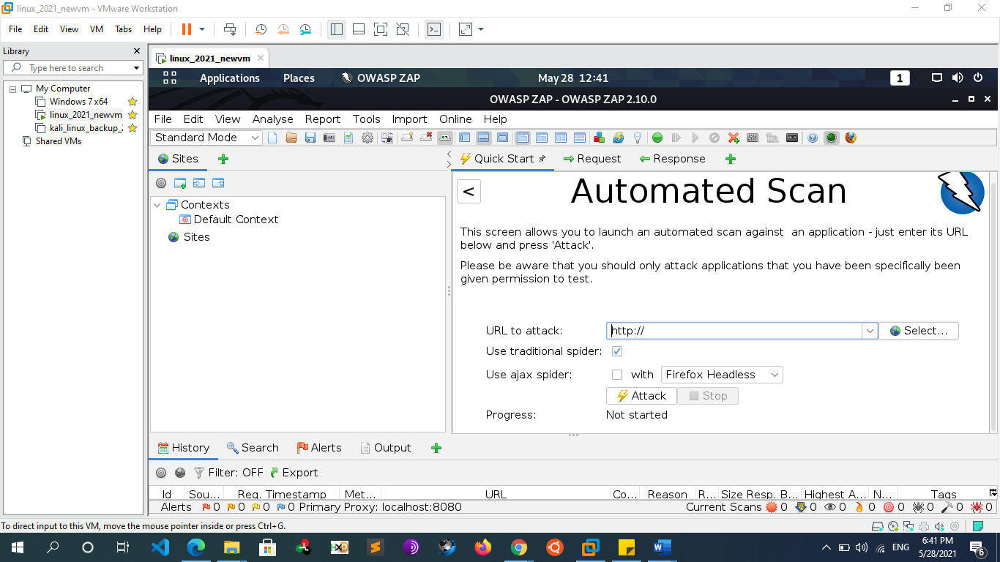 linux_2021_newvm - VMware Workstation
File Edit View VM Tabs Help
Library
Type here to search
My Computer
Windows 7 x64
linux_2021_newvm
kali_linux_backup_2
Shared VMs
linux_2021_newvm
Applications Places OWASP ZAP May 28 12:41 1
OWASP ZAP - OWASP ZAP 2.10.0
File Edit View Analyse Report Tools Import Online Help
Standard Mode
Sites
Quick Start Request Response
<
Automated Scan
Contexts
Default Context
Sites
This screen allows you to launch an automated scan against an application - just enter its URL
below and press 'Attack'.
Please be aware that you should only attack applications that you have been specifically been
given permission to test.
URL to attack: http:// Select...
Use traditional spider:
Use ajax spider: with Firefox Headless
Attack Stop
Progress: Not started
History Search Alerts Output
Filter: OFF Export
Id Sou... Req. Timestamp Met... URL Co... Reason R... Size Resp. B... Highest A... N... Tags
Alerts 0 0 0 0 Primary Proxy: localhost:8080 Current Scans 0 0 0 0 0 0 0 0
To direct input to this VM, move the mouse pointer inside or press Ctrl+G.
ENG 6:41 PM
5/28/2021
6